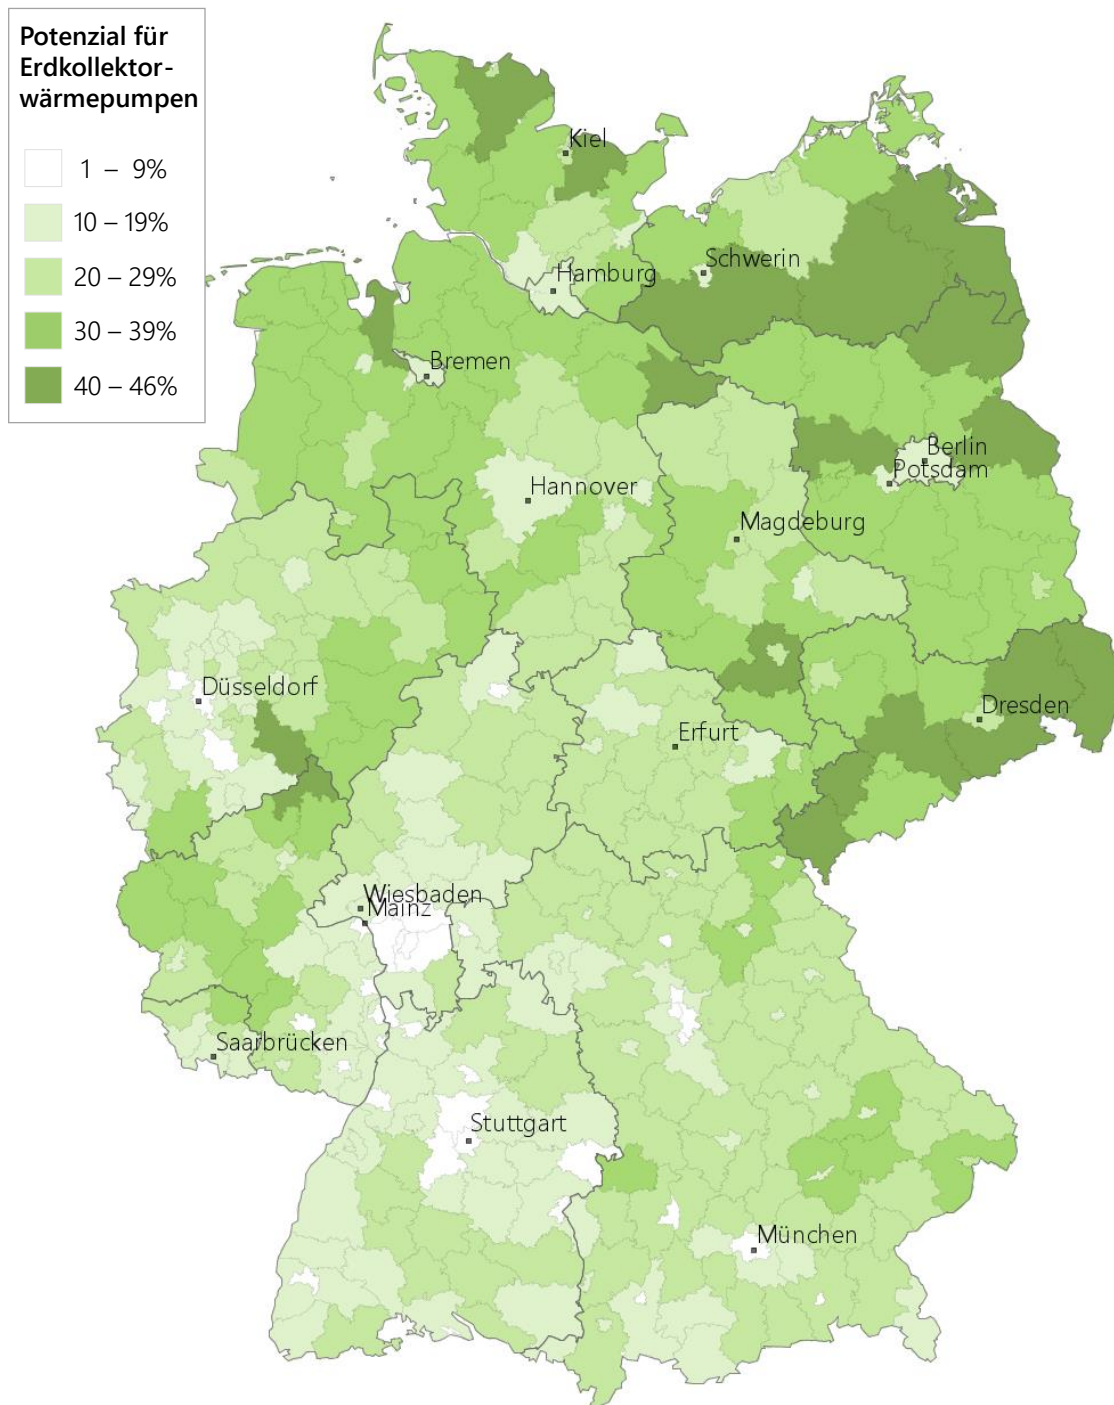 Potenzial für
Erdkollektor-
wärmepumpen
1 – 9%
10 – 19%
20 – 29%
30 – 39%
40 – 46%
Kiel
Schwerin
Hamburg
Bremen
Berlin
Potsdam
Hannover
Magdeburg
Düsseldorf
Dresden
Erfurt
Wiesbaden
Mainz
Saarbrücken
Stuttgart
München